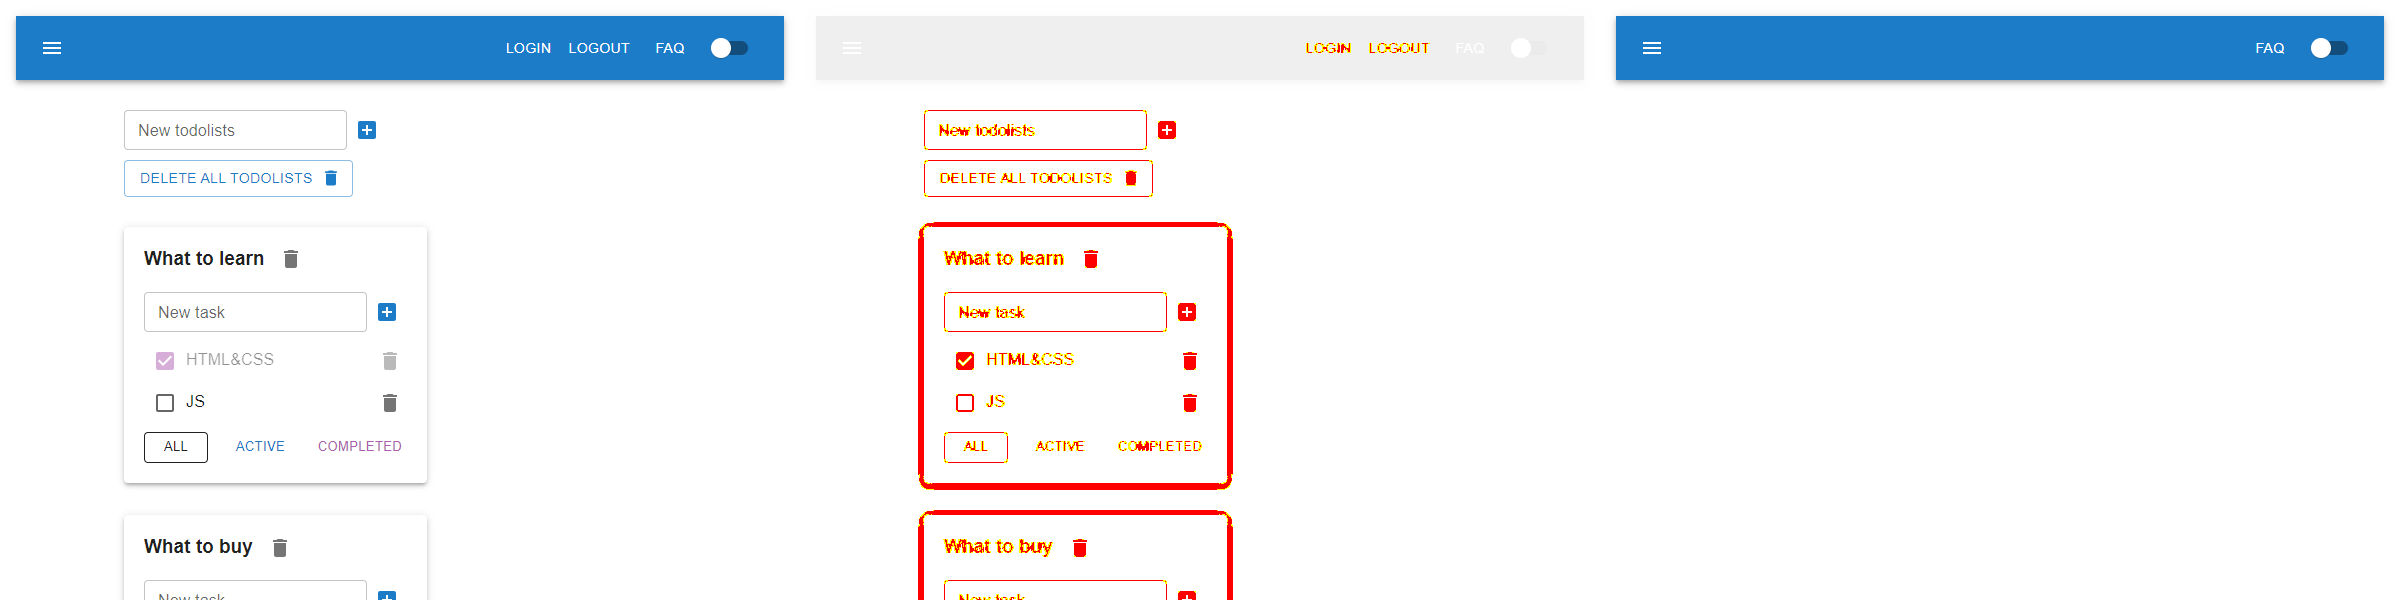 LOGIN LOGOUT FAQ
New todolists
DELETE ALL TODOLISTS
What to learn
New task
HTML&CSS
JS
ALL ACTIVE COMPLETED
What to buy
New task
LOGIN LOGOUT FAQ
New todolists
DELETE ALL TODOLISTS
What to learn
New task
HTML&CSS
JS
ALL ACTIVE COMPLETED
What to buy
New task
FAQ